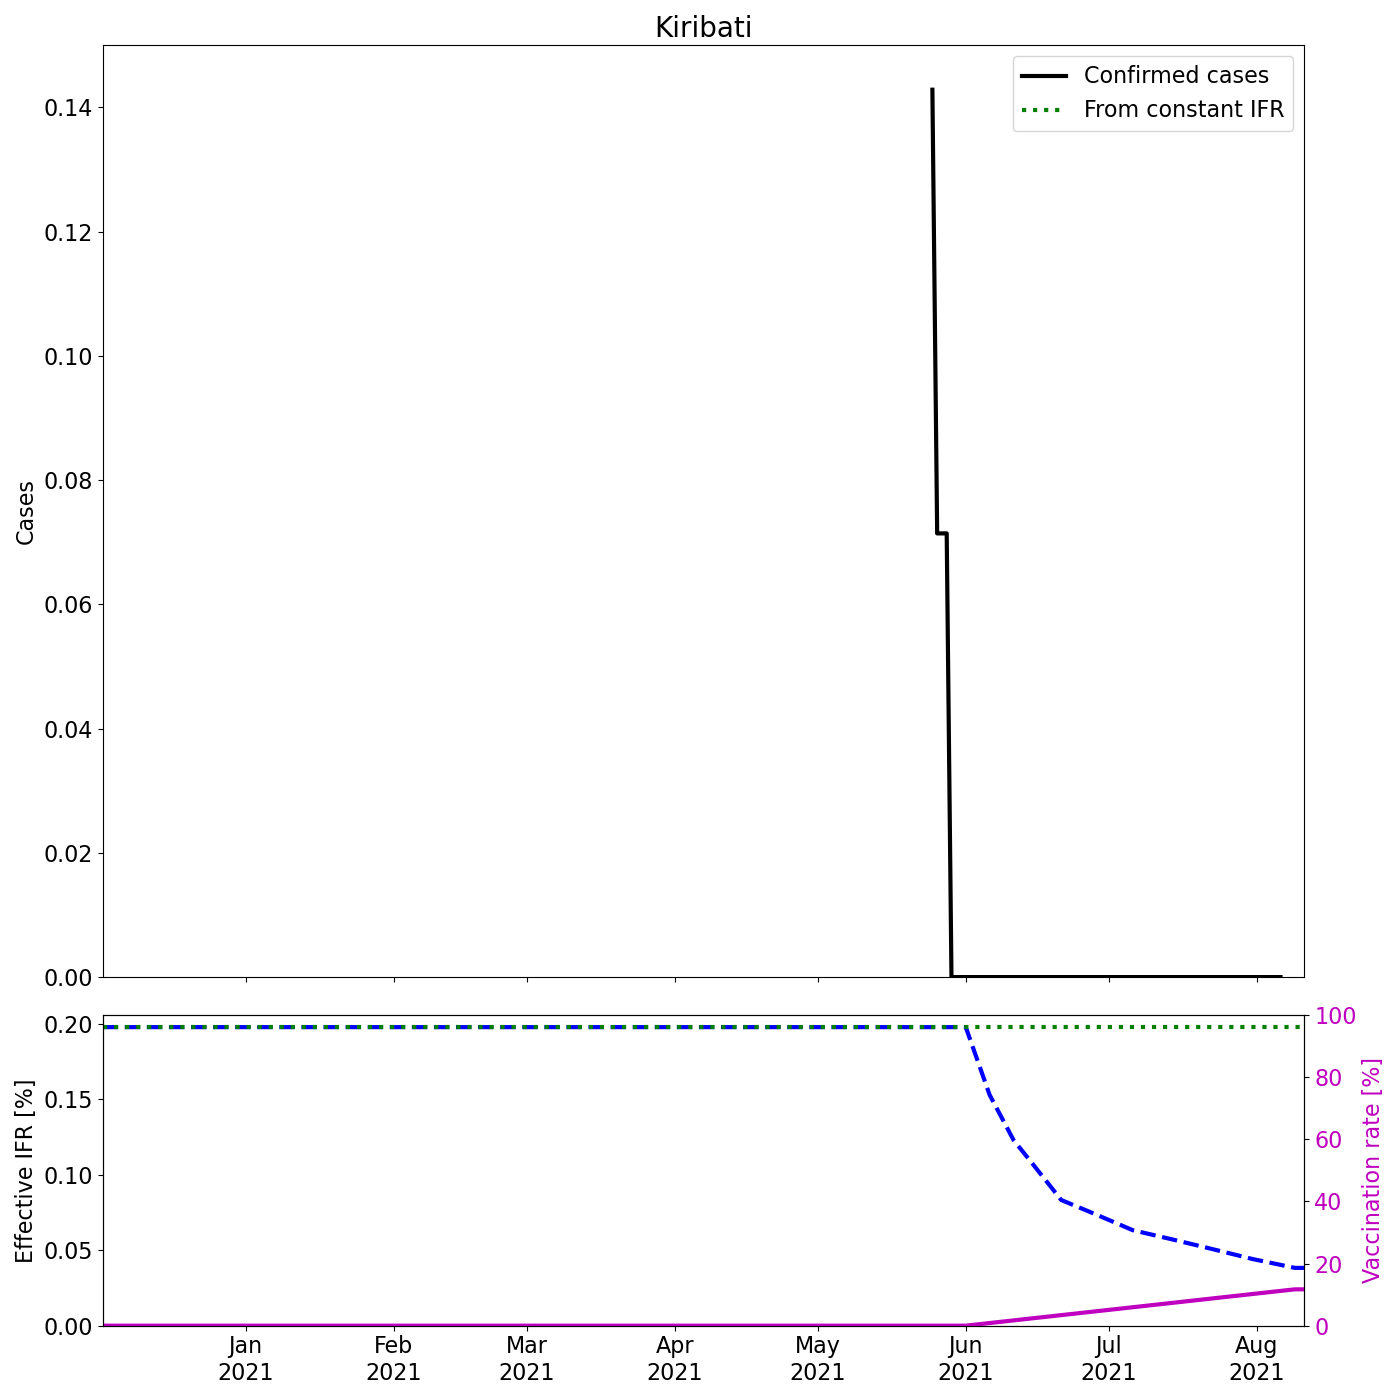 Kiribati
Confirmed cases
From constant IFR
0.14
0.12
0.10
0.08
0.06
0.04
0.02
0.00
Cases
0.20
0.15
0.10
0.05
0.00
Effective IFR [%]
100
80
60
40
20
0
Vaccination rate [%]
Jan
2021
Feb
2021
Mar
2021
Apr
2021
May
2021
Jun
2021
Jul
2021
Aug
2021